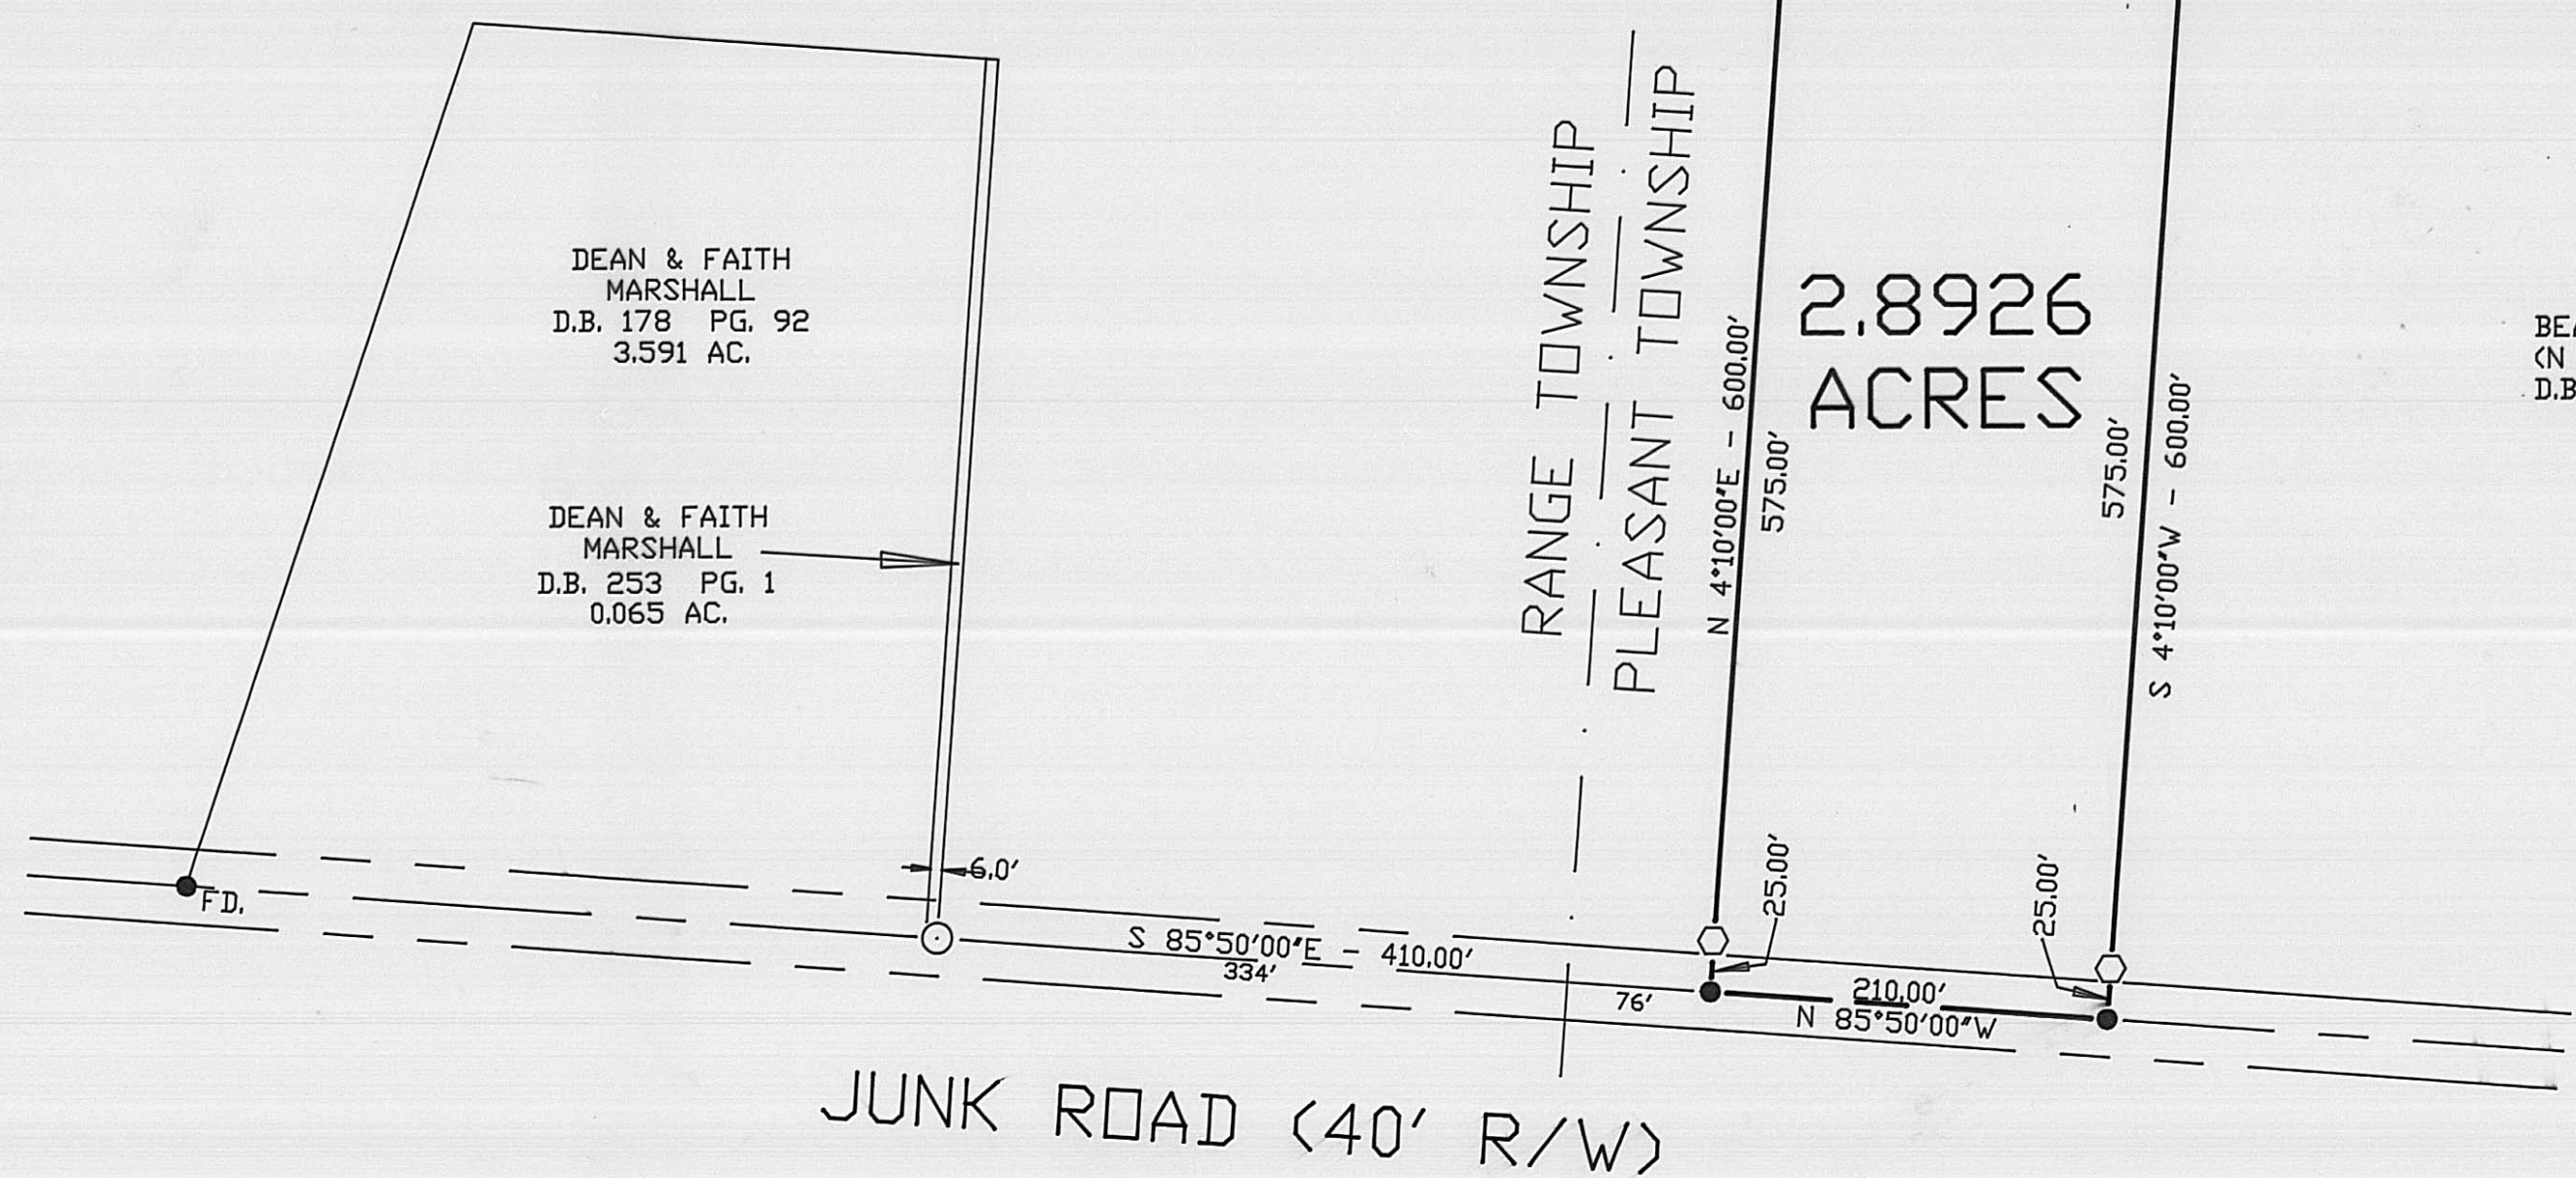 DEAN & FAITH
MARSHALL
D.B. 178 PG. 92
3.591 AC.
DEAN & FAITH
MARSHALL
D.B. 253 PG. 1
0.065 AC.
RANGE TOWNSHIP
PLEASANT TOWNSHIP
N 4°10'00"E - 600.00'
575.00'
2.8926
ACRES
575.00'
S 4°10'00"W - 600.00'
BEA
(N
D.B
6.0'
FD.
S 85°50'00"E - 410.00'
334'
76'
25.00'
25.00'
210.00'
N 85°50'00"W
JUNK ROAD (40' R/W)